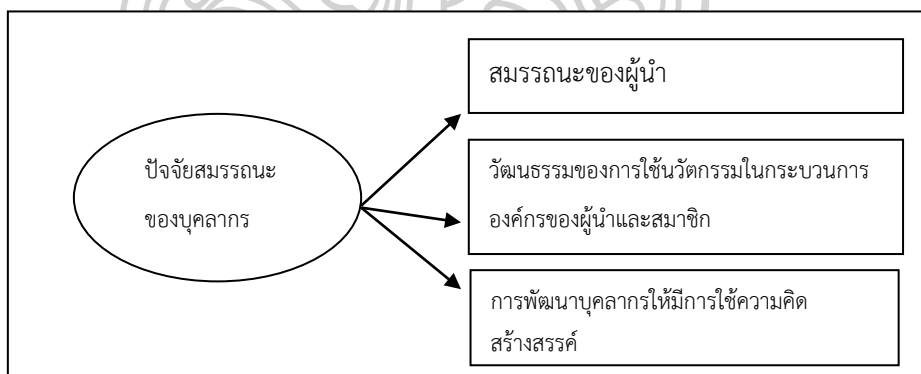 สมรรถนะของผู้นำ
ปัจจัยสมรรถนะ
ของบุคลากร
วัฒนธรรมของการใช้นวัตกรรมในกระบวนการ
องค์กรของผู้นำและสมาชิก
การพัฒนาบุคลากรให้มีการใช้ความคิด
สร้างสรรค์